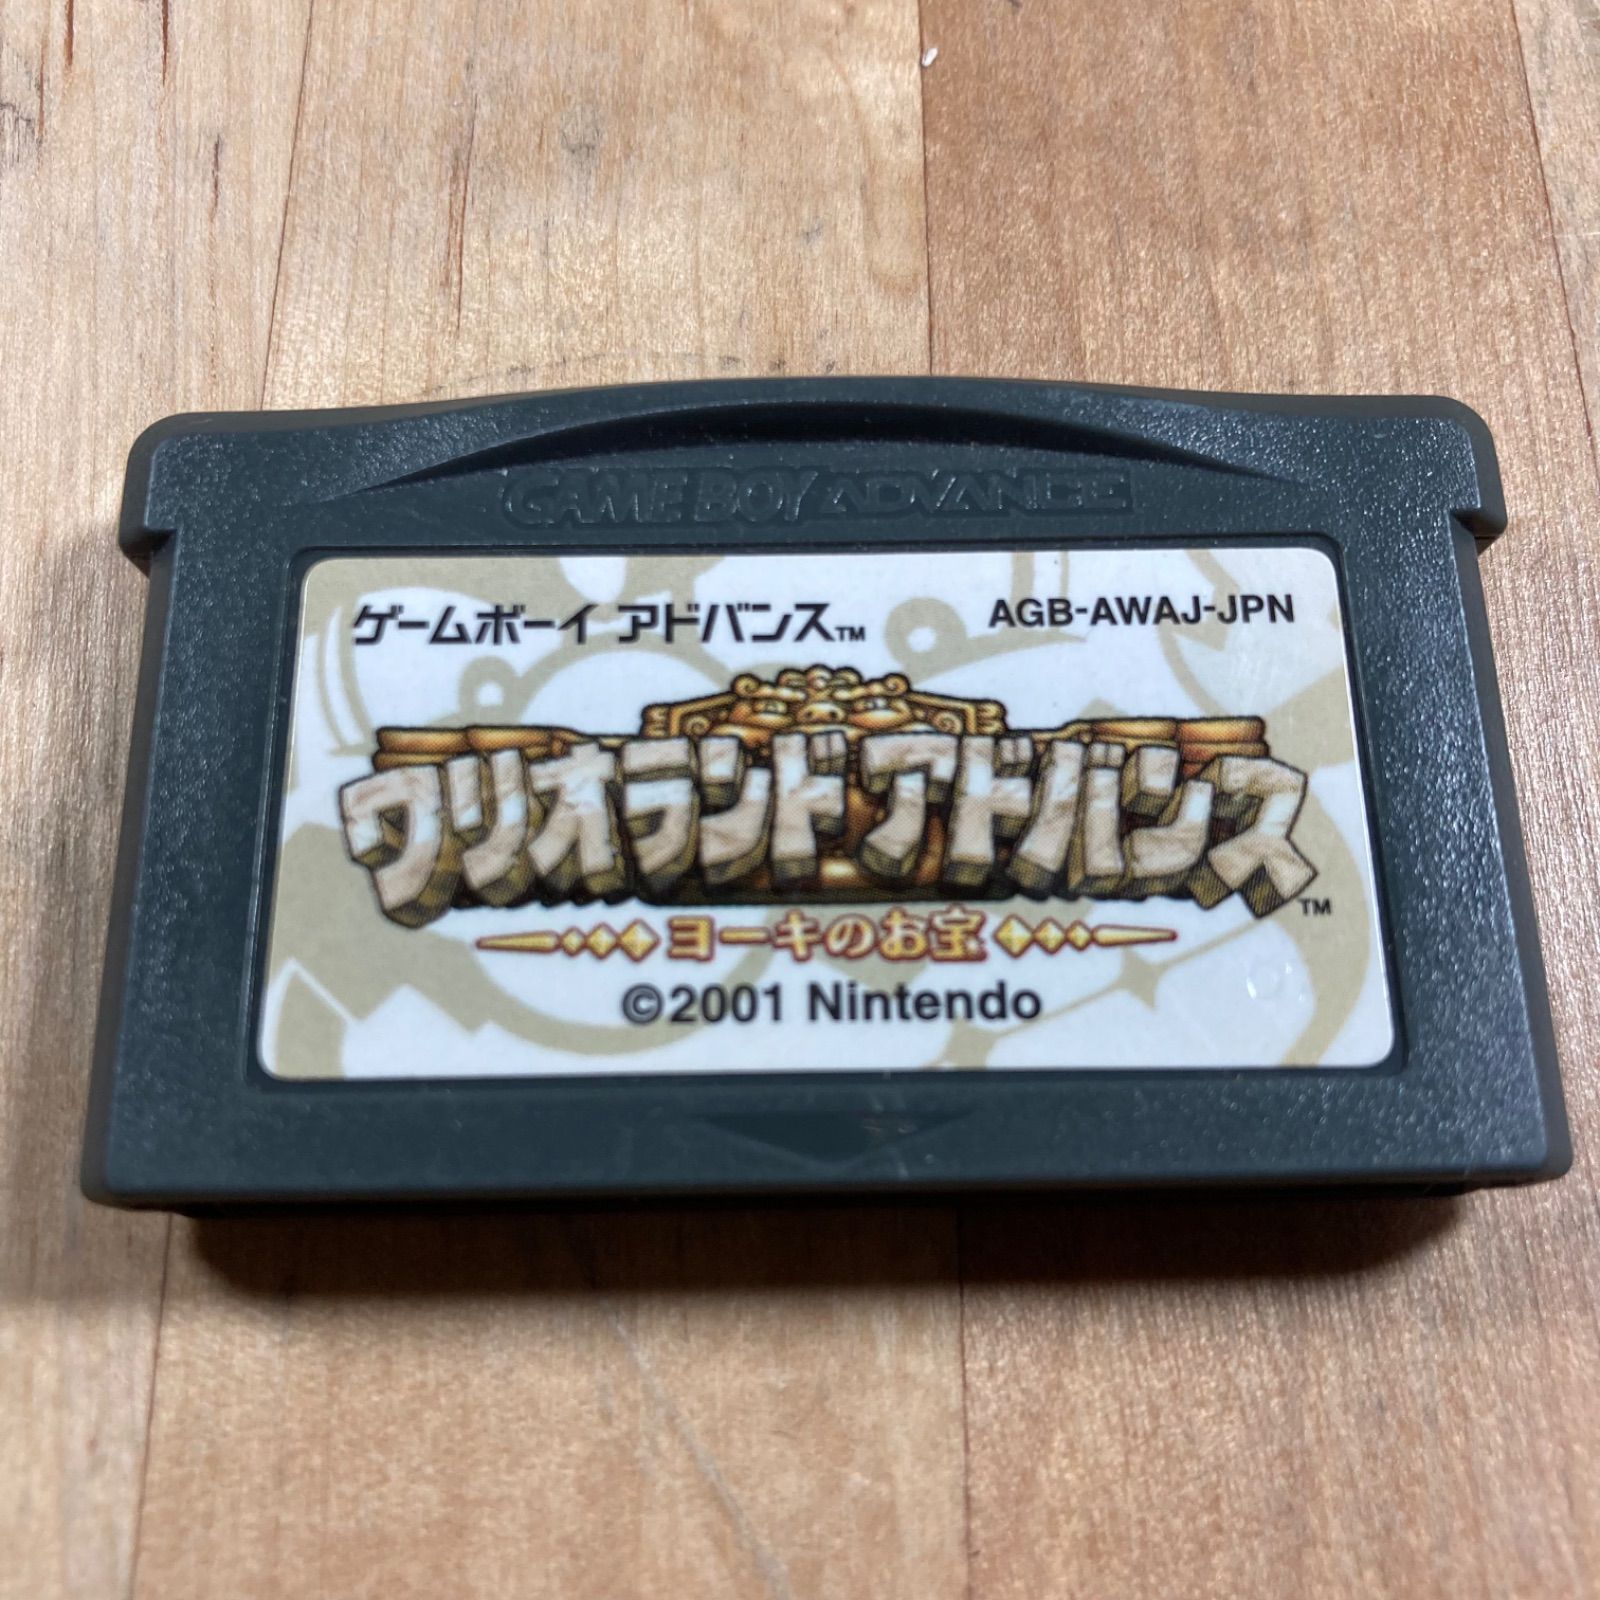 GAME BOY ADVANCE
ゲームボーイ アドバンス™ AGB-AWAJ-JPN
ワリオランドアドバンス™
ヨーキのお宝
©2001 Nintendo